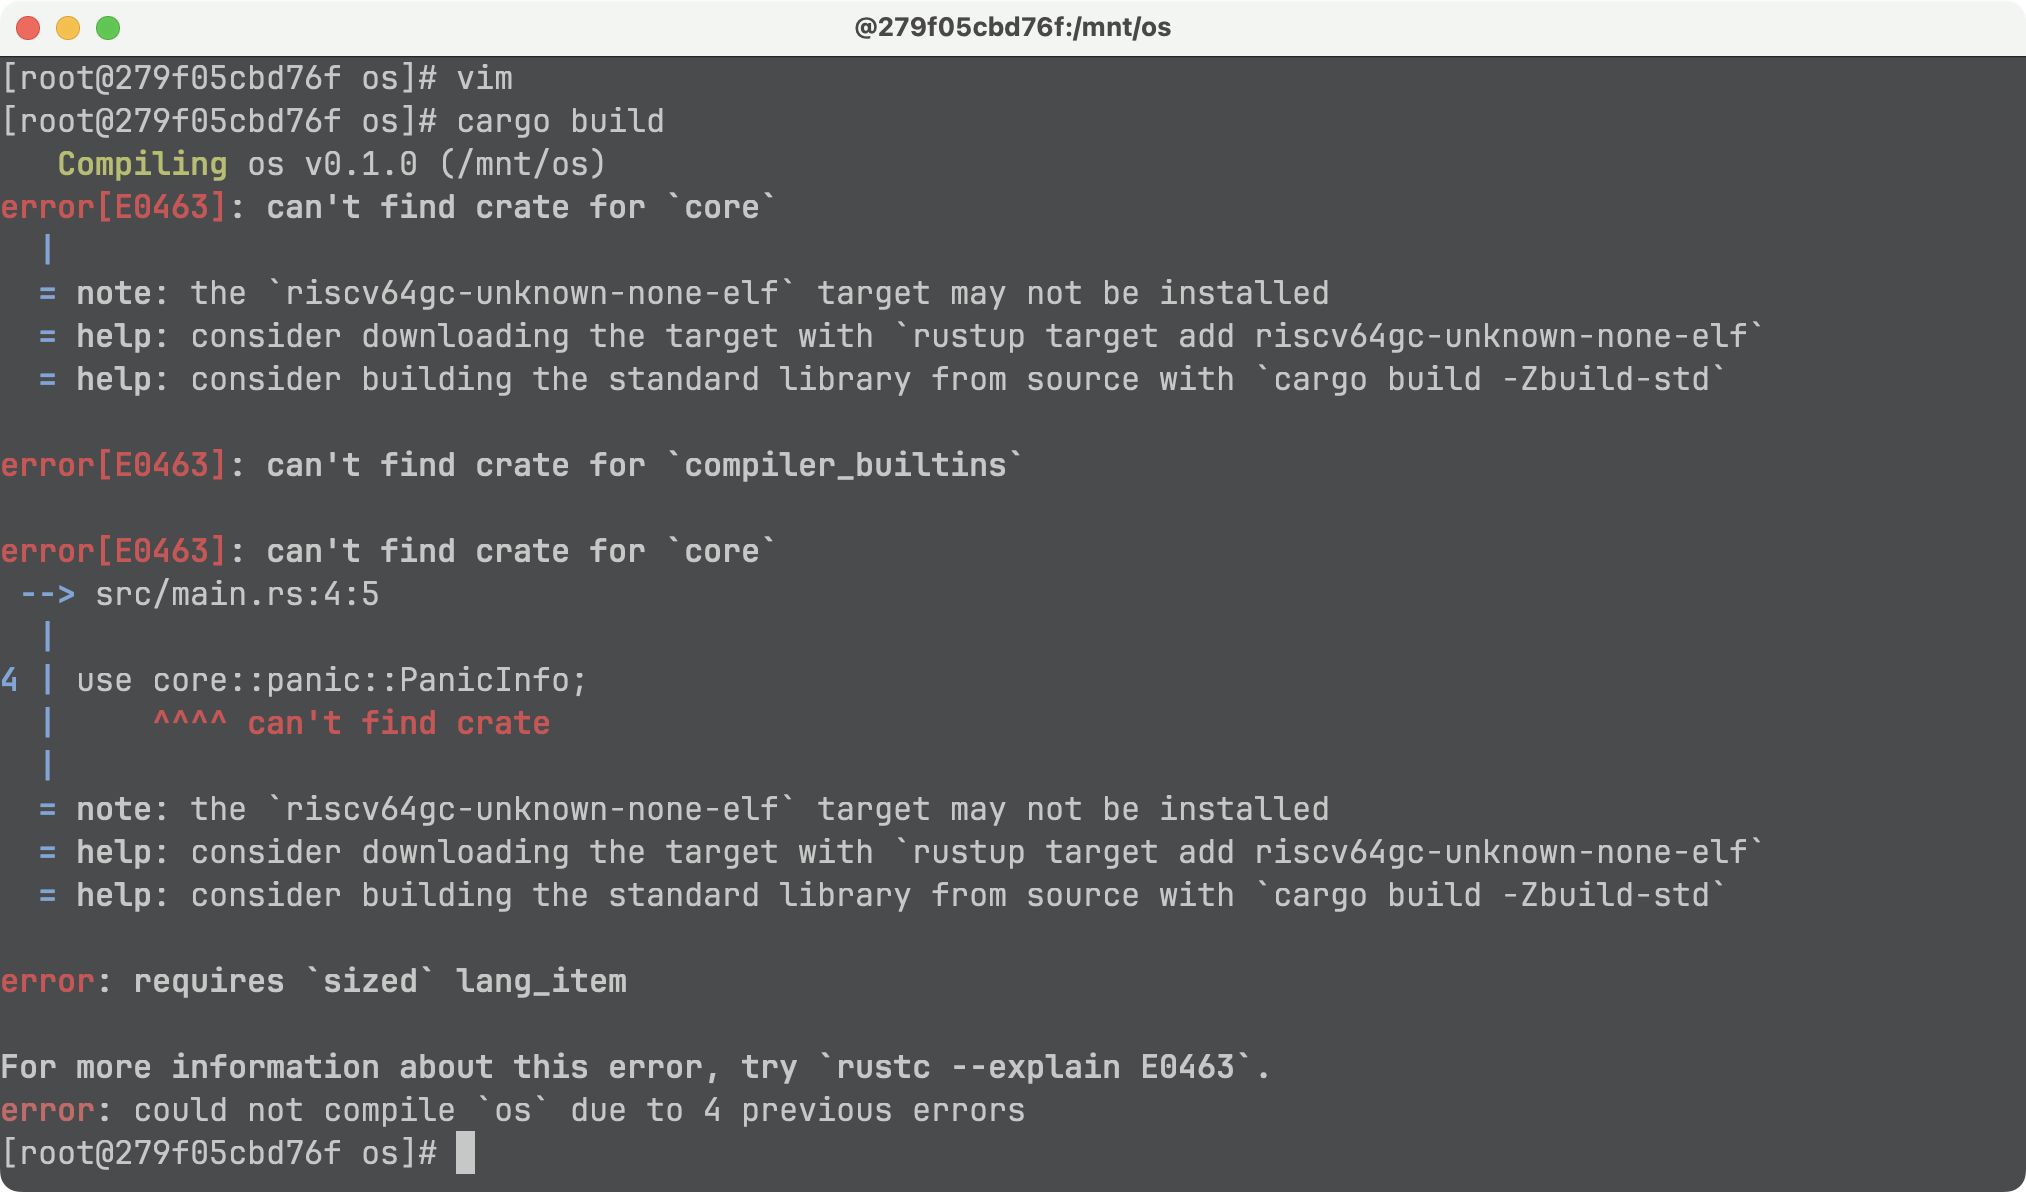 @279f05cbd76f:/mnt/os
[root@279f05cbd76f os]# vim
[root@279f05cbd76f os]# cargo build
   Compiling os v0.1.0 (/mnt/os)
error[E0463]: can't find crate for `core`
  |
  = note: the `riscv64gc-unknown-none-elf` target may not be installed
  = help: consider downloading the target with `rustup target add riscv64gc-unknown-none-elf`
  = help: consider building the standard library from source with `cargo build -Zbuild-std`

error[E0463]: can't find crate for `compiler_builtins`

error[E0463]: can't find crate for `core`
 --> src/main.rs:4:5
  |
4 | use core::panic::PanicInfo;
  |     ^^^^ can't find crate
  |
  = note: the `riscv64gc-unknown-none-elf` target may not be installed
  = help: consider downloading the target with `rustup target add riscv64gc-unknown-none-elf`
  = help: consider building the standard library from source with `cargo build -Zbuild-std`

error: requires `sized` lang_item

For more information about this error, try `rustc --explain E0463`.
error: could not compile `os` due to 4 previous errors
[root@279f05cbd76f os]#